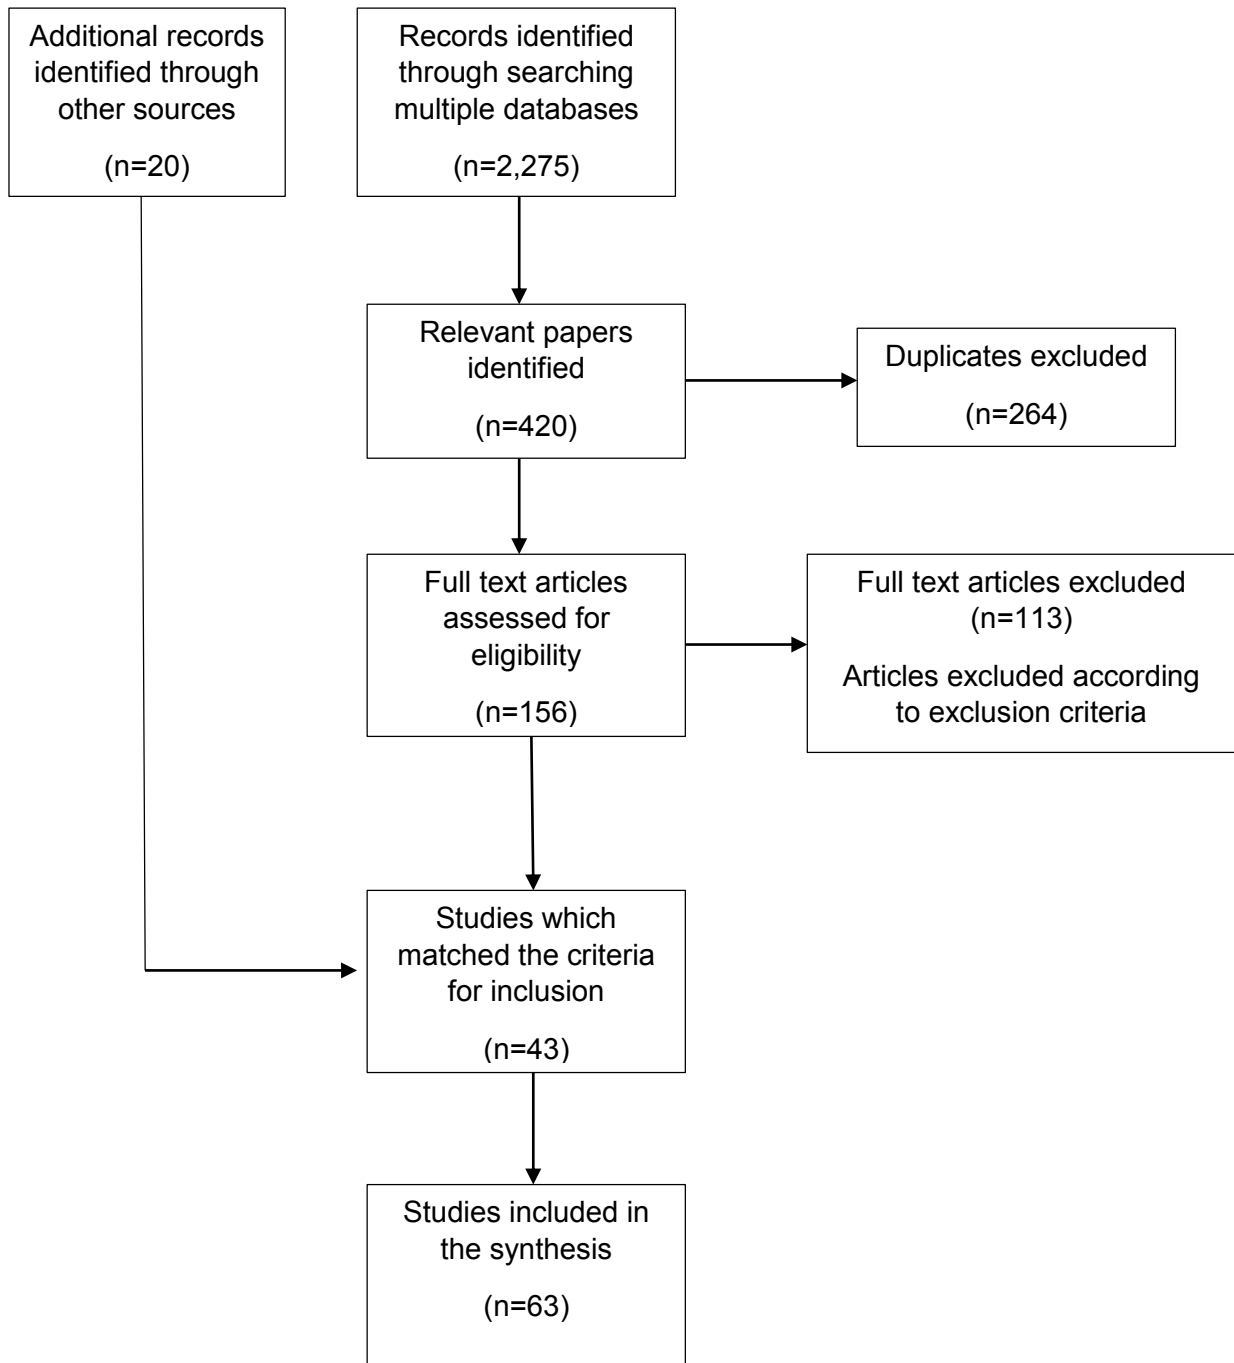 Additional records
identified through
other sources
(n=20)
Records identified
through searching
multiple databases
(n=2,275)
Relevant papers
identified
(n=420)
Duplicates excluded
(n=264)
Full text articles
assessed for
eligibility
(n=156)
Full text articles excluded
(n=113)
Articles excluded according
to exclusion criteria
Studies which
matched the criteria
for inclusion
(n=43)
Studies included in
the synthesis
(n=63)